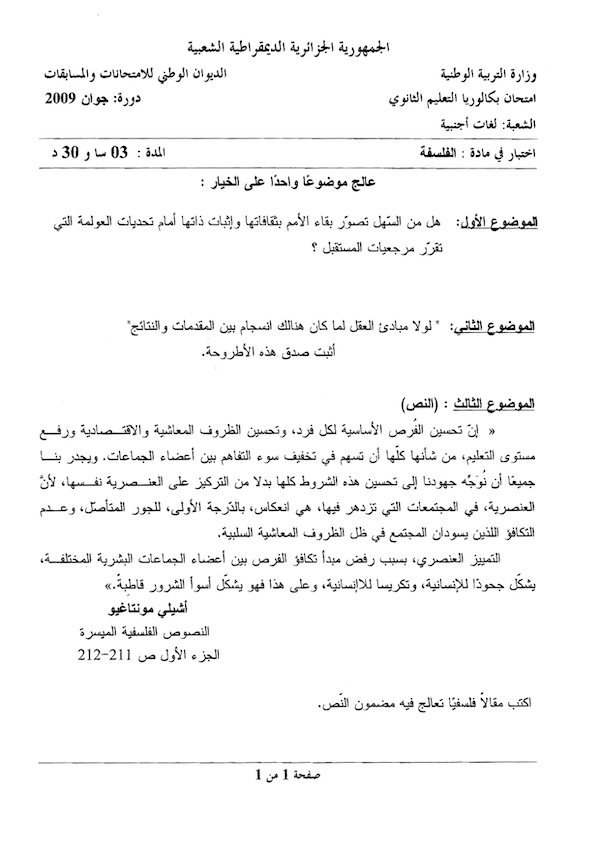 الجمهورية الجزائرية الديمقراطية الشعبية
وزارة التربية الوطنية الديوان الوطني للامتحانات والمسابقات
امتحان بكالوريا التعليم الثانوي دورة: جوان 2009
الشعبة: لغات أجنبية
اختبار في مادة : الفلسفة المدة : 03 سا و 30 د
عالج موضوعًا واحدًا على الخيار :
الموضوع الأول: هل من السّهل تصوّر بقاء الأمم بثقافاتها وإثبات ذاتها أمام تحديات العولمة التي
تقرّر مرجعيات المستقبل ؟
الموضوع الثاني: " لولا مبادئ العقل لما كان هنالك انسجام بين المقدمات والنتائج"
أثبت صدق هذه الأطروحة.
الموضوع الثالث : (النص)
« إنّ تحسين الفُرص الأساسية لكل فرد، وتحسين الظروف المعاشية والاقتصادية ورفع
مستوى التعليم، من شأنها كلّها أن تسهم في تخفيف سوء التفاهم بين أعضاء الجماعات. ويجدر بنا
جميعًا أن نُوَجِّه جهودنا إلى تحسين هذه الشروط كلها بدلا من التركيز على العنصرية نفسها، لأنَّ
العنصرية، في المجتمعات التي تزدهر فيها، هي انعكاس، بالدّرجة الأولى، للجور المتأصّل، وعدم
التكافؤ اللذين يسودان المجتمع في ظل الظروف المعاشية السلبية.
التمييز العنصري، بسبب رفض مبدأ تكافؤ الفرص بين أعضاء الجماعات البشرية المختلفة،
يشكّل جحودًا للإنسانية، وتكريسا للاإنسانية، وعلى هذا فهو يشكّل أسوأ الشرور قاطبةً.»
أشيلي مونتاغيو
النصوص الفلسفية الميسرة
الجزء الأول ص 211-212
اكتب مقالاً فلسفيًا تعالج فيه مضمون النّص.
صفحة 1 من 1